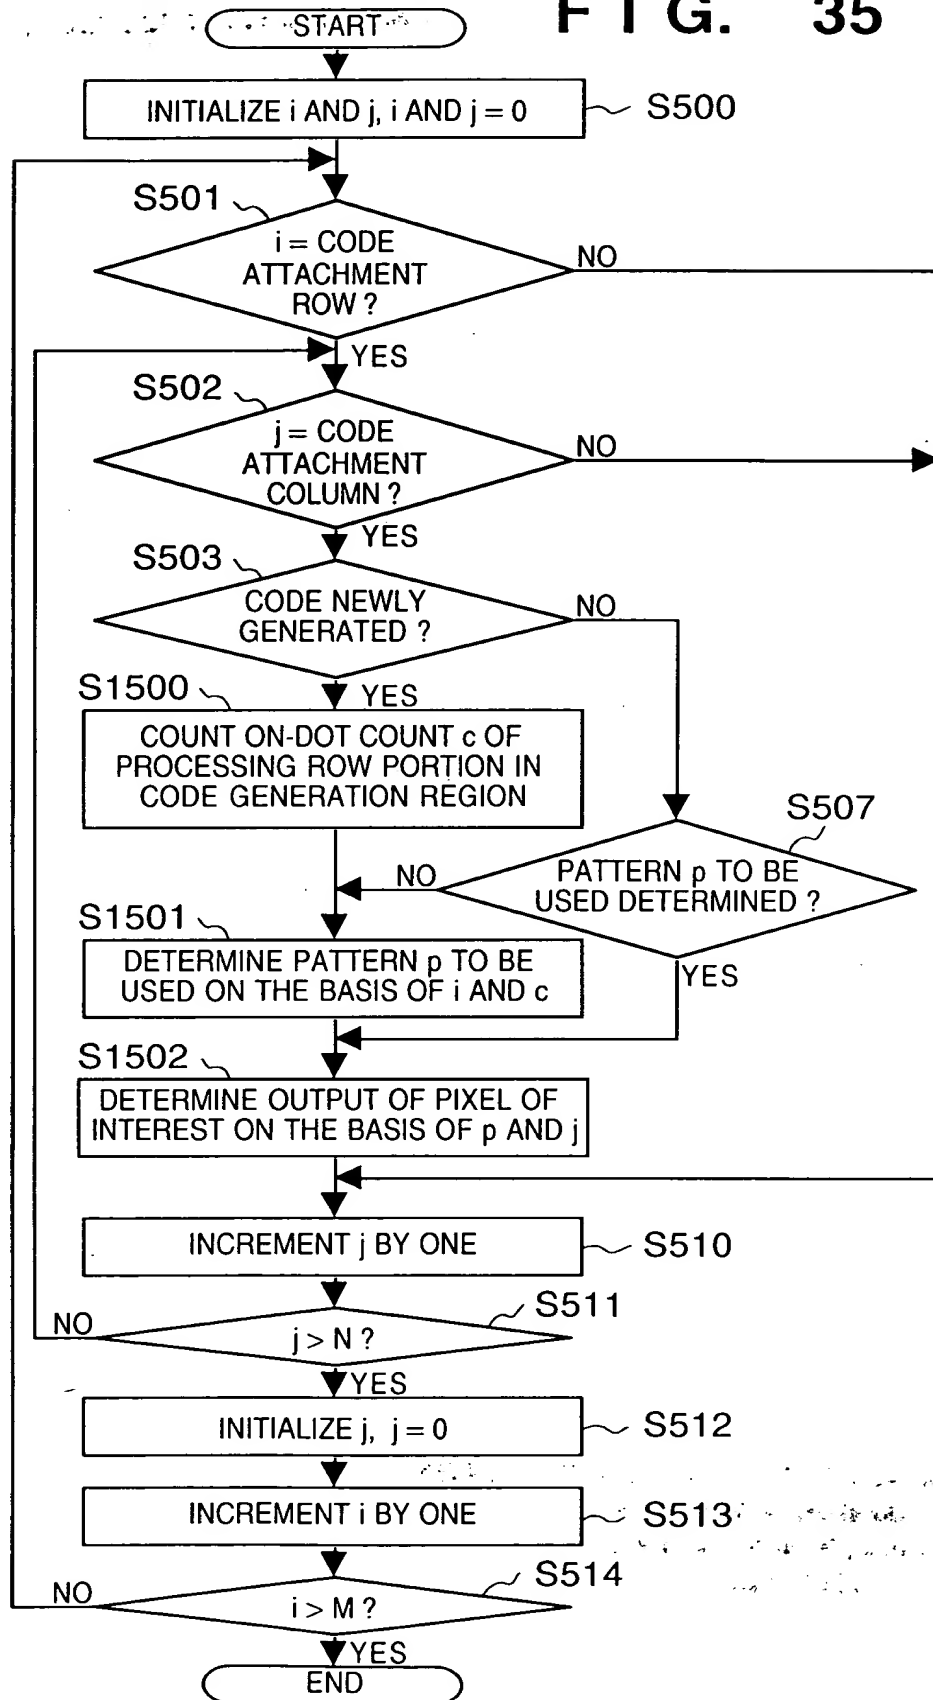 FIG. 35
START
INITIALIZE i AND j, i AND j = 0
S500
S501
i = CODE
ATTACHMENT
ROW ?
NO
YES
S502
j = CODE
ATTACHMENT
COLUMN ?
NO
YES
S503
CODE NEWLY
GENERATED ?
NO
YES
S1500
COUNT ON-DOT COUNT c OF
PROCESSING ROW PORTION IN
CODE GENERATION REGION
S507
PATTERN p TO BE
USED DETERMINED ?
NO
YES
S1501
DETERMINE PATTERN p TO BE
USED ON THE BASIS OF i AND c
S1502
DETERMINE OUTPUT OF PIXEL OF
INTEREST ON THE BASIS OF p AND j
INCREMENT j BY ONE
S510
S511
j > N ?
NO
YES
INITIALIZE j, j = 0
S512
INCREMENT i BY ONE
S513
S514
i > M ?
NO
YES
END